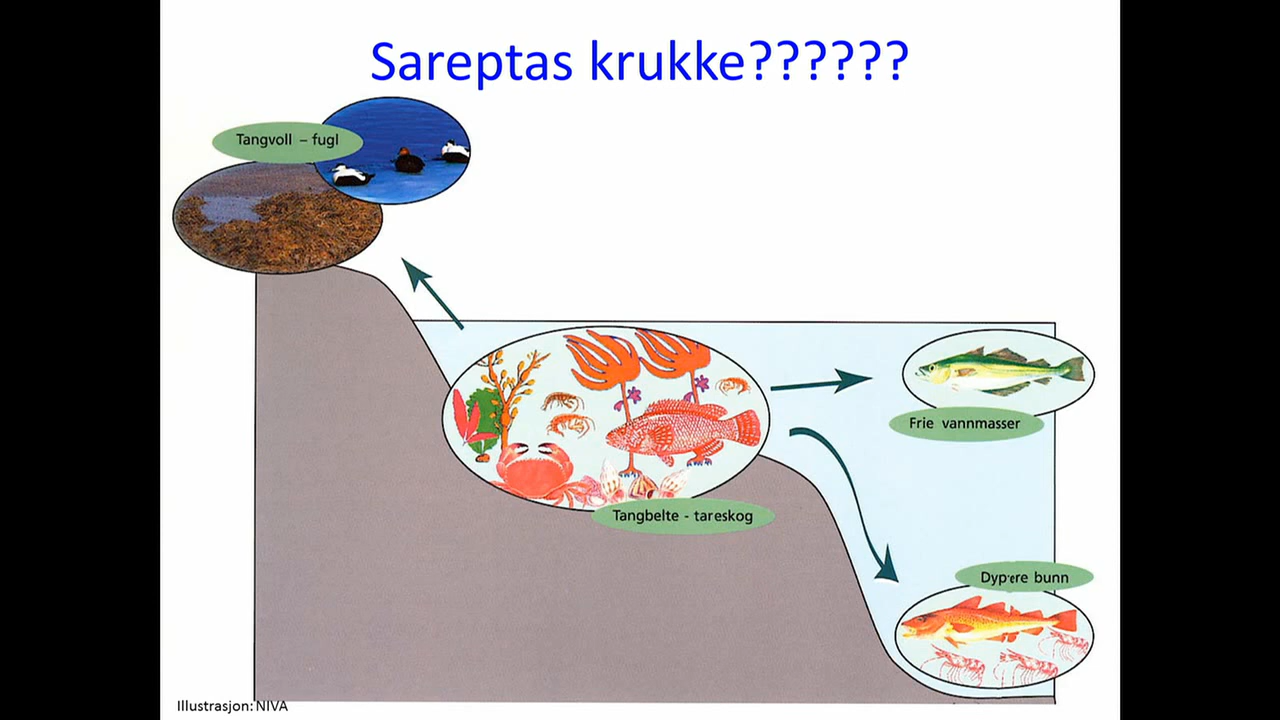 Sareptas krukke??????
Tangvoll – fugl
Frie vannmasser
Tangbelte - tareskog
Dypere bunn
Illustrasjon: NIVA